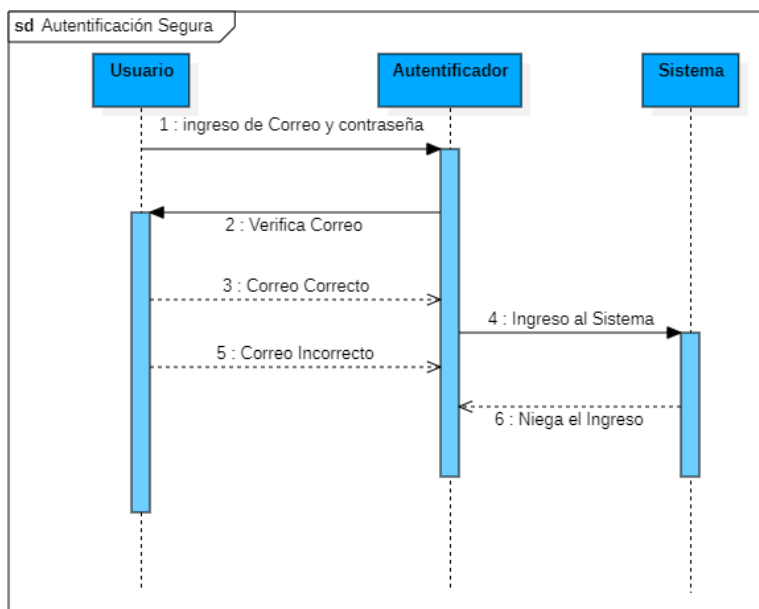 sd Autentificación Segura
Usuario
Autentificador
Sistema
1 : ingreso de Correo y contraseña
2 : Verifica Correo
3 : Correo Correcto
4 : Ingreso al Sistema
5 : Correo Incorrecto
6 : Niega el Ingreso